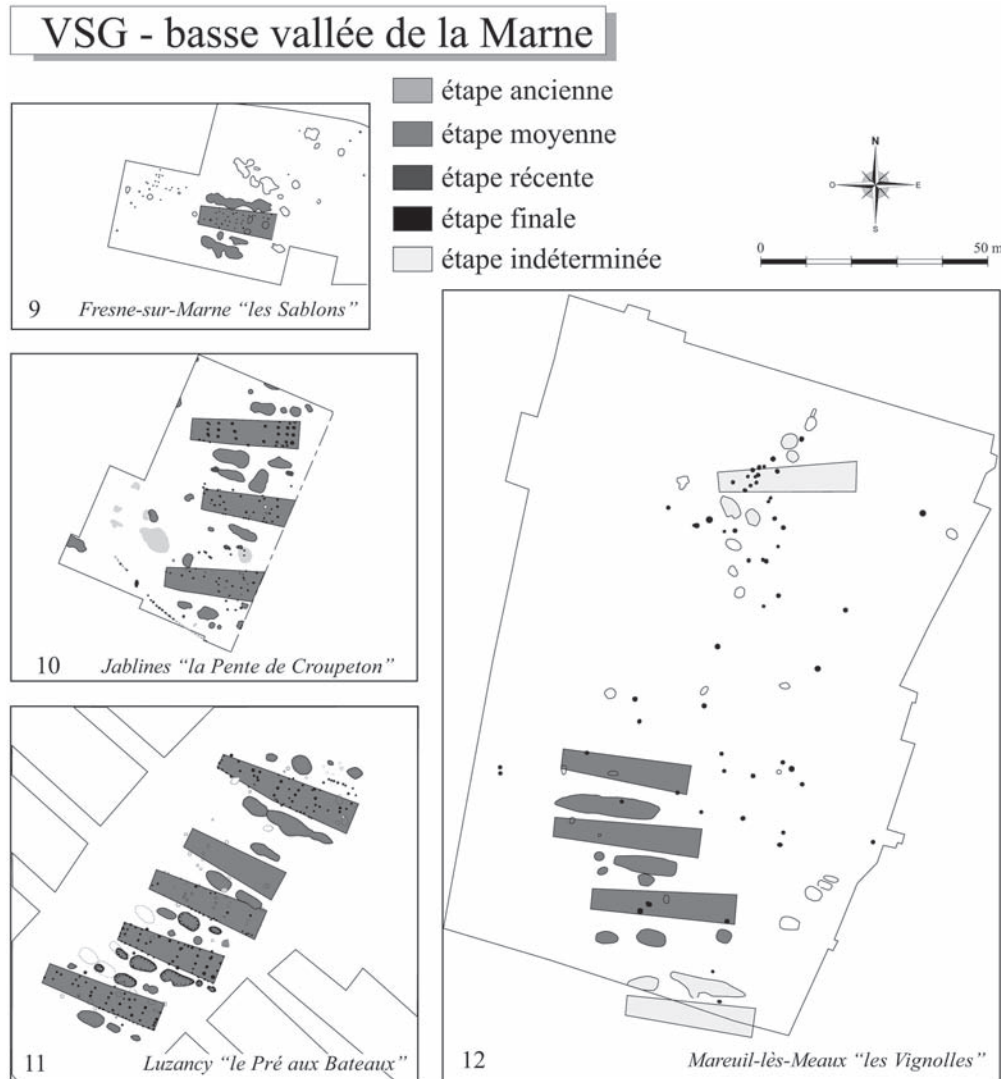 VSG - basse vallée de la Marne
étape ancienne
étape moyenne
étape récente
étape finale
étape indéterminée
N
O E
S
0 50 m
9 Fresne-sur-Marne “les Sablons”
10 Jablines “la Pente de Croupeton”
11 Luzancy “le Pré aux Bateaux”
12 Mareuil-lès-Meaux “les Vignolles”